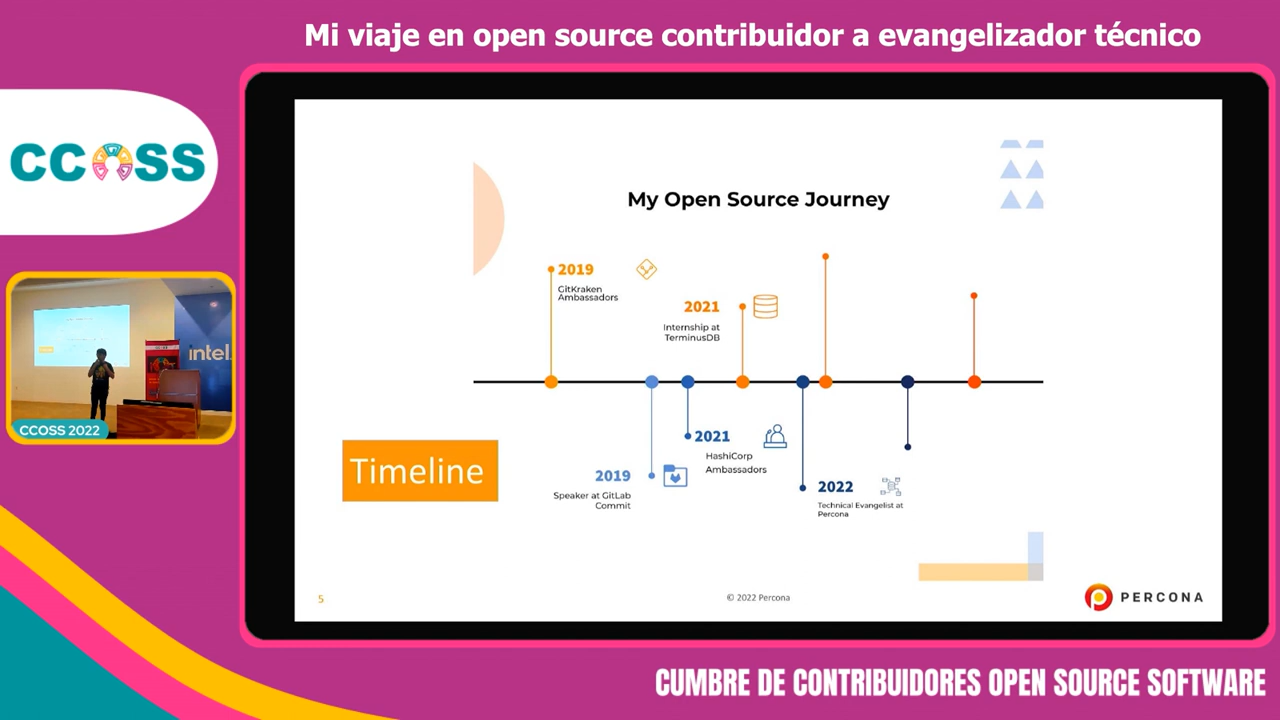 Mi viaje en open source contribuidor a evangelizador técnico
CCOSS
My Open Source Journey
2019
GitKraken
Ambassadors
2021
Internship at
TerminusDB
intel.
CCOSS 2022
Timeline
2019
Speaker at GitLab
Commit
2021
HashiCorp
Ambassadors
2022
Technical Evangelist at
Percona
5
© 2022 Percona
PERCONA
CUMBRE DE CONTRIBUIDORES OPEN SOURCE SOFTWARE